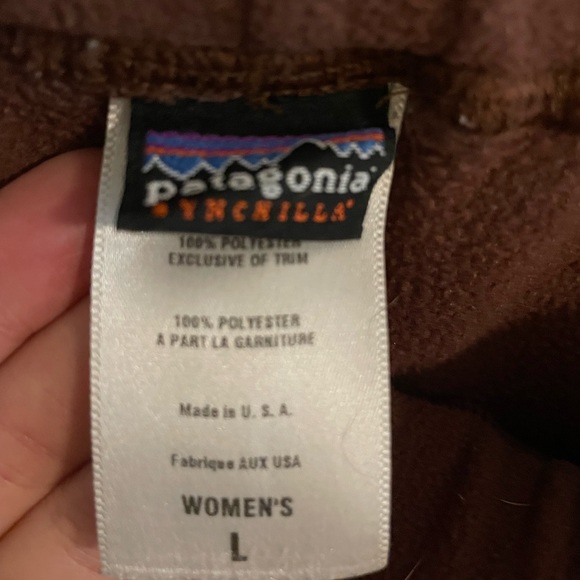 patagonia
SYNCHILLA
100% POLYESTER
EXCLUSIVE OF TRIM
100% POLYESTER
A PART LA GARNITURE
Made in U. S. A.
Fabrique AUX USA
WOMEN'S
L